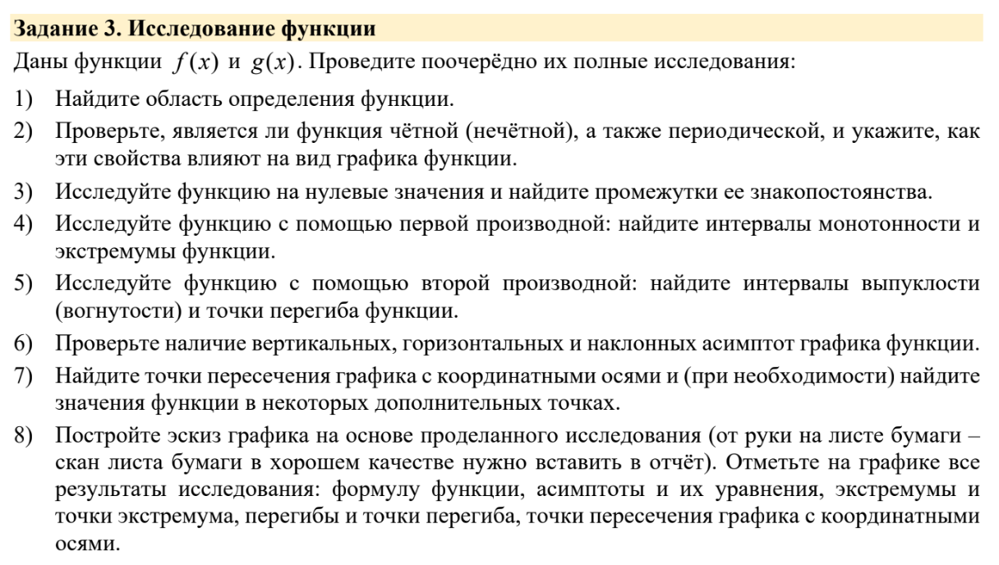 Задание 3. Исследование функции
Даны функции f(x) и g(x). Проведите поочерёдно их полные исследования:
1) Найдите область определения функции.
2) Проверьте, является ли функция чётной (нечётной), а также периодической, и укажите, как
эти свойства влияют на вид графика функции.
3) Исследуйте функцию на нулевые значения и найдите промежутки ее знакопостоянства.
4) Исследуйте функцию с помощью первой производной: найдите интервалы монотонности и
экстремумы функции.
5) Исследуйте функцию с помощью второй производной: найдите интервалы выпуклости
(вогнутости) и точки перегиба функции.
6) Проверьте наличие вертикальных, горизонтальных и наклонных асимптот графика функции.
7) Найдите точки пересечения графика с координатными осями и (при необходимости) найдите
значения функции в некоторых дополнительных точках.
8) Постройте эскиз графика на основе проделанного исследования (от руки на листе бумаги –
скан листа бумаги в хорошем качестве нужно вставить в отчёт). Отметьте на графике все
результаты исследования: формулу функции, асимптоты и их уравнения, экстремумы и
точки экстремума, перегибы и точки перегиба, точки пересечения графика с координатными
осями.